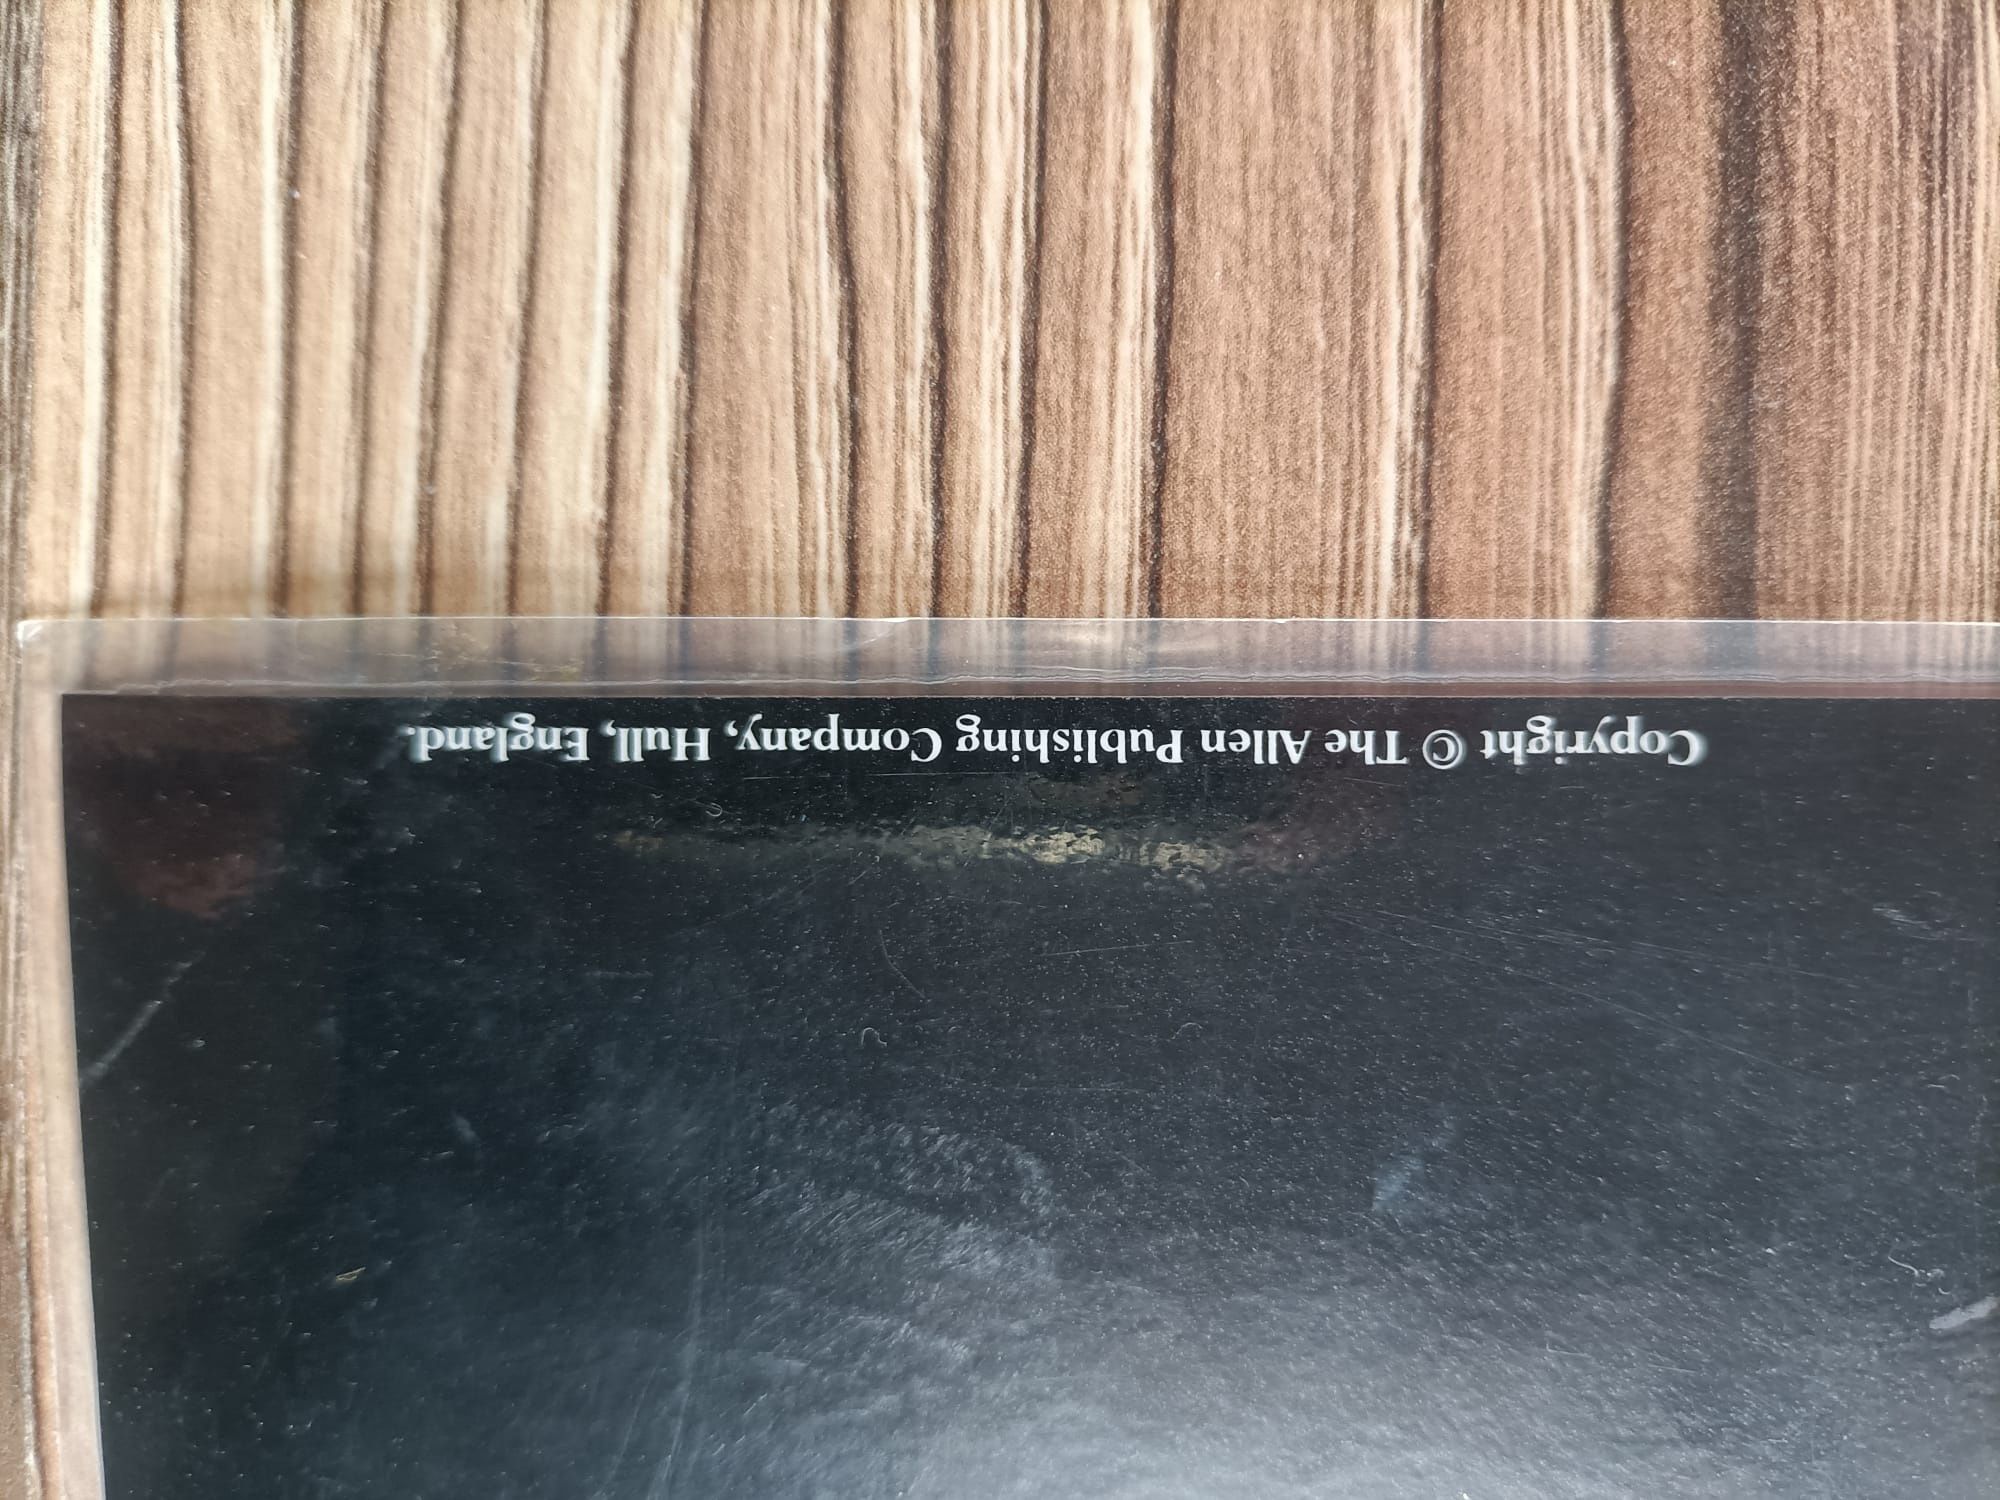 Copyright © The Allen Publishing Company, Hull, England.